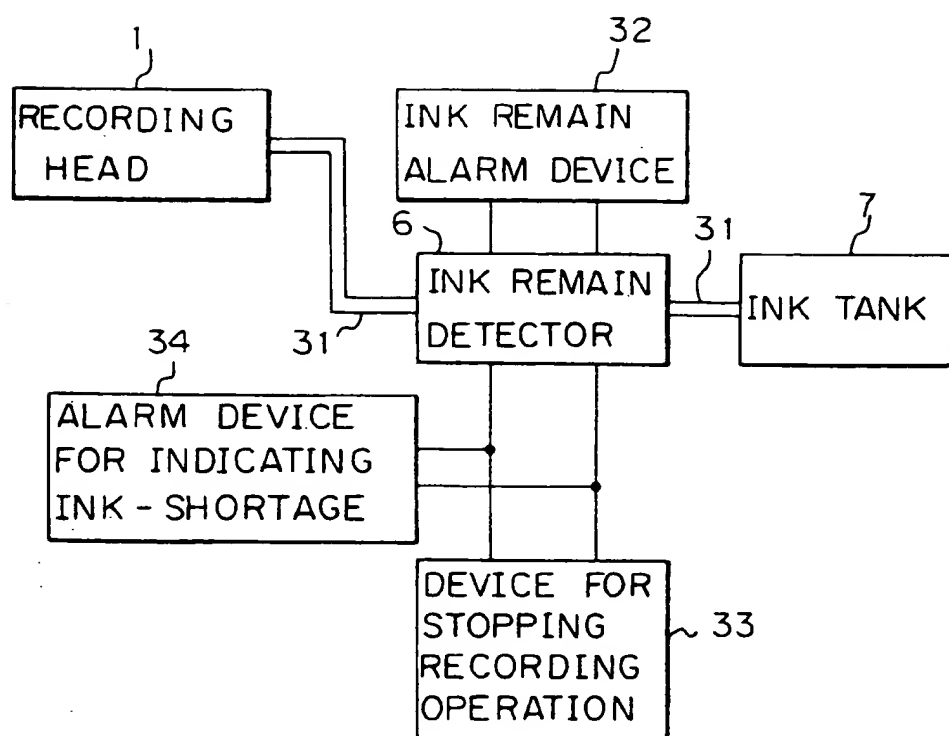 1
RECORDING
HEAD
32
INK REMAIN
ALARM DEVICE
6
INK REMAIN
DETECTOR
31
7
INK TANK
31
34
ALARM DEVICE
FOR INDICATING
INK-SHORTAGE
DEVICE FOR
STOPPING
RECORDING
OPERATION
33